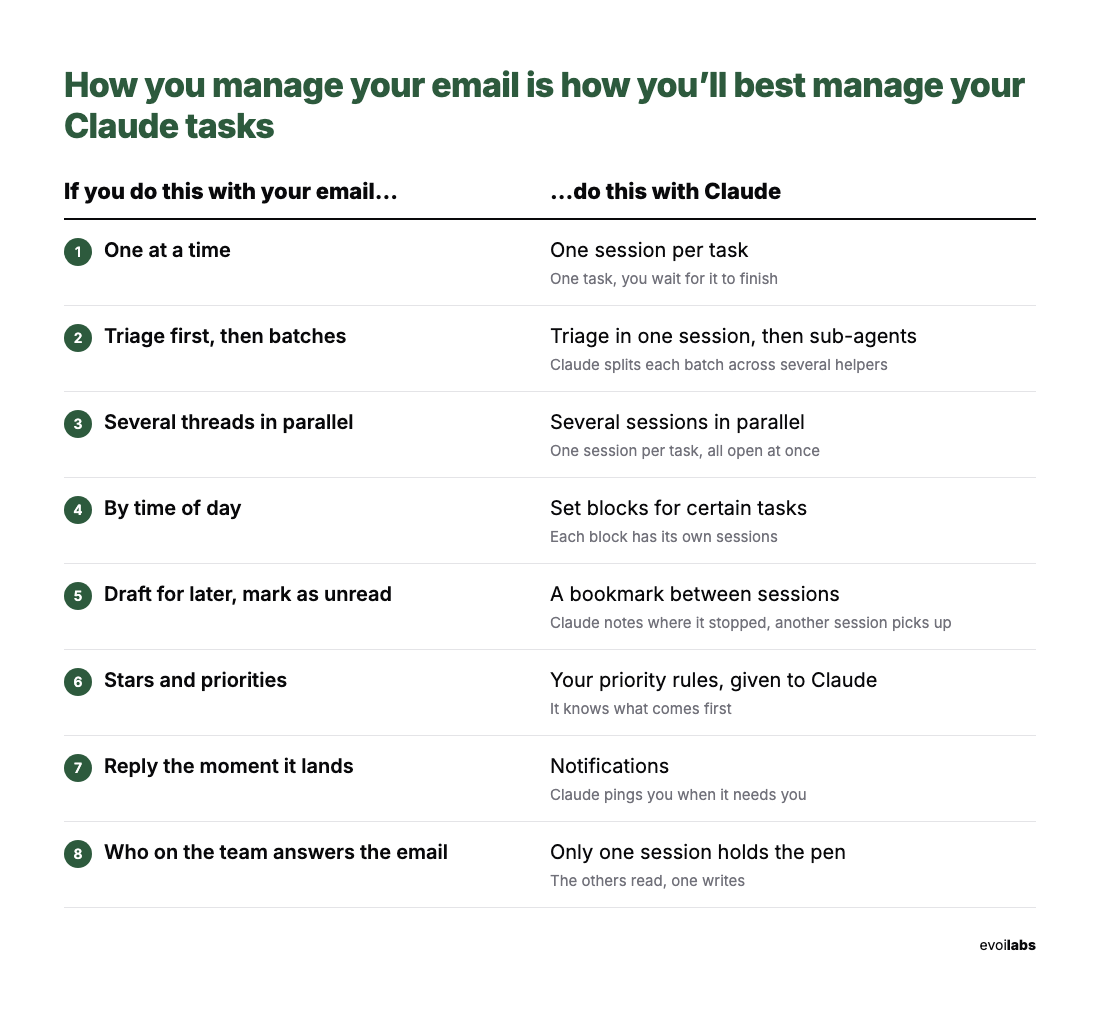 How you manage your email is how you’ll best manage your
Claude tasks
If you do this with your email…
…do this with Claude
1 One at a time
One session per task
One task, you wait for it to finish
2 Triage first, then batches
Triage in one session, then sub-agents
Claude splits each batch across several helpers
3 Several threads in parallel
Several sessions in parallel
One session per task, all open at once
4 By time of day
Set blocks for certain tasks
Each block has its own sessions
5 Draft for later, mark as unread
A bookmark between sessions
Claude notes where it stopped, another session picks up
6 Stars and priorities
Your priority rules, given to Claude
It knows what comes first
7 Reply the moment it lands
Notifications
Claude pings you when it needs you
8 Who on the team answers the email
Only one session holds the pen
The others read, one writes
evoilabs